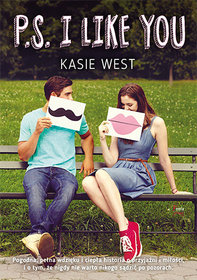 P.S. I LIKE YOU
KASIE WEST
Pogodna, pełna wdzięku i ciepła historia o przyjaźni i miłości.
I o tym, że nigdy nie warto nikogo sądzić po pozorach.